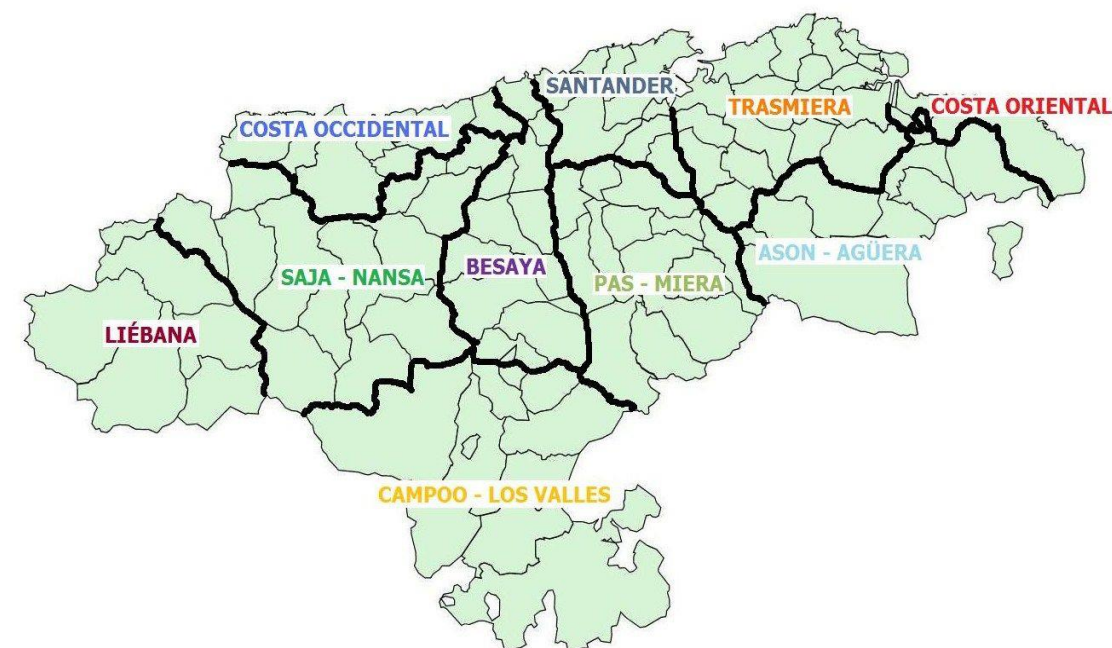 SANTANDER
TRASMIERA
COSTA ORIENTAL
COSTA OCCIDENTAL
ASON - AGÜERA
BESAYA
SAJA - NANSA
PAS - MIERA
LIÉBANA
CAMPOO - LOS VALLES